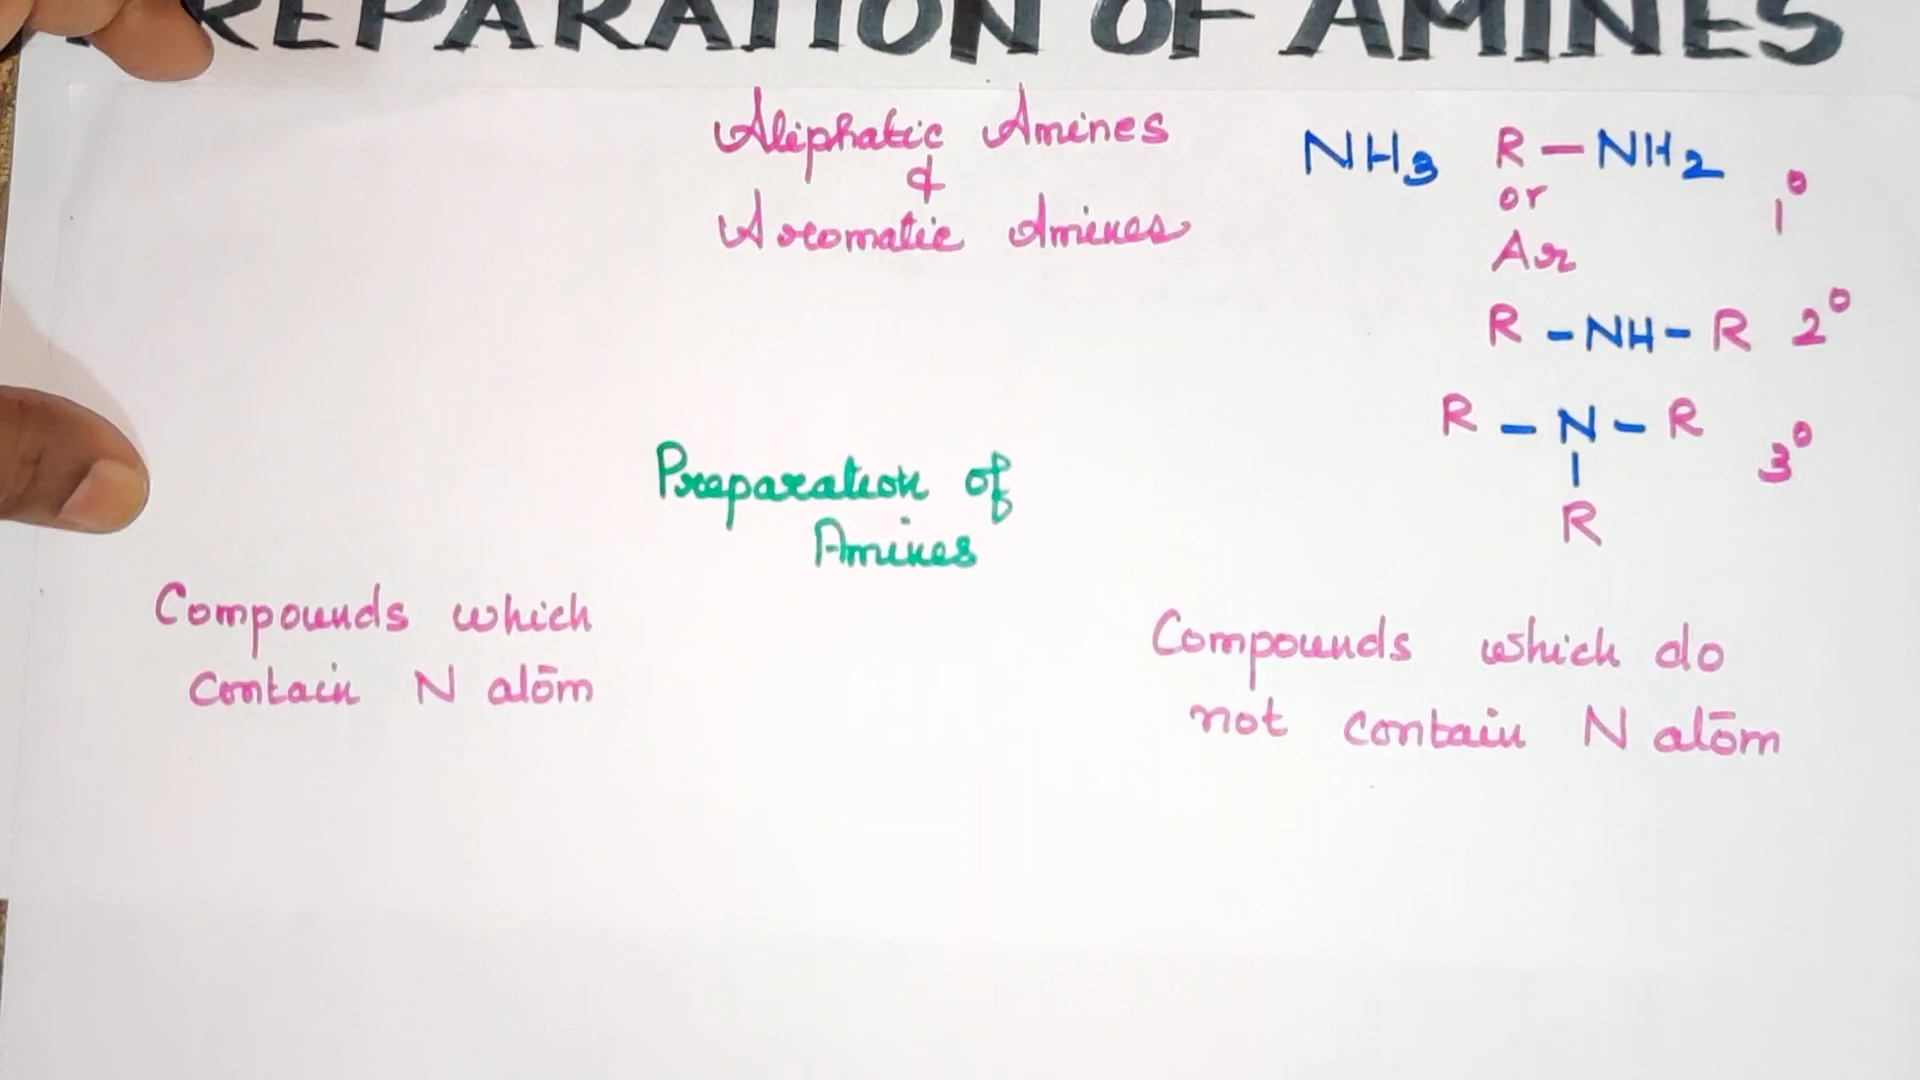 PREPARATION OF AMINES
Aliphatic Amines
&
Aromatic Amines
NH3 R-NH2 1°
or
Ar
R-NH-R 2°
R-N-R 3°
|
R
Preparation of
Amines
Compounds which
contain N atom
Compounds which do
not contain N atom